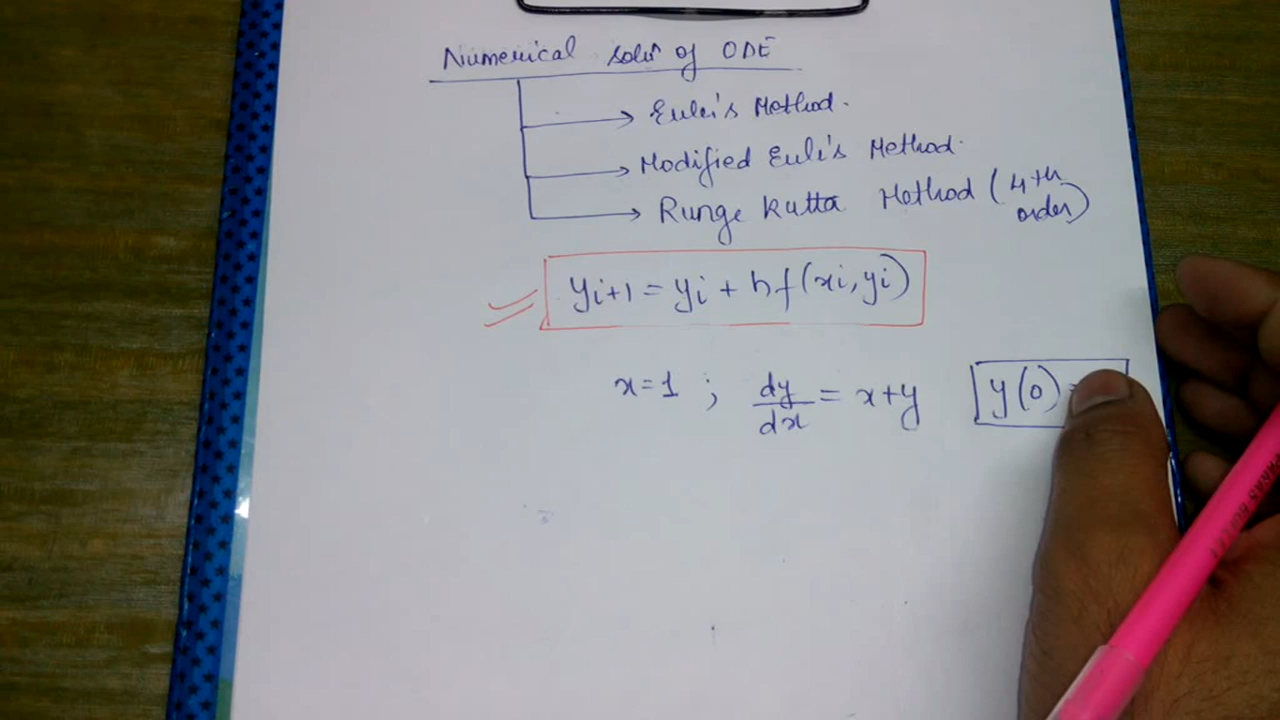 Numerical soluⁿ of ODE
Euler's Method.
Modified Euler's Method.
Runge Kutta Method (4th order)
yi+1 = yi + hf(xi, yi)
x=1 ; dy/dx = x+y y(0) =